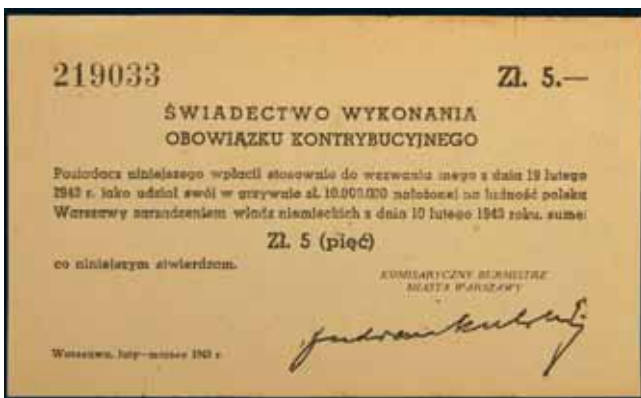 219033 Zł. 5.—
ŚWIADECTWO WYKONANIA
OBOWIĄZKU KONTRYBUCYJNEGO
Posiadacz niniejszego wpłacił stosownie do wezwania mego z dnia 19 lutego
1943 r. jako udział swój w grzywnie zł. 10.000.000 nałożonej na ludność polską
Warszawy zarządzeniem władz niemieckich z dnia 10 lutego 1943 roku, sumę:
Zł. 5 (pięć)
co niniejszym stwierdzam.
KOMISARYCZNY BURMISTRZ
MIASTA WARSZAWY
Warszawa, luty—marzec 1943 r.